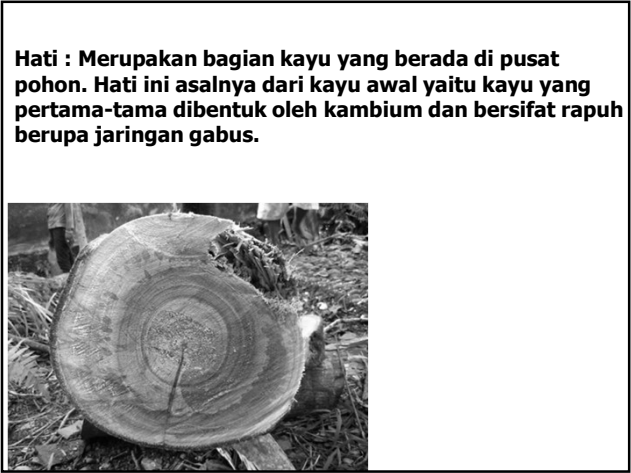 Hati : Merupakan bagian kayu yang berada di pusat
pohon. Hati ini asalnya dari kayu awal yaitu kayu yang
pertama-tama dibentuk oleh kambium dan bersifat rapuh
berupa jaringan gabus.